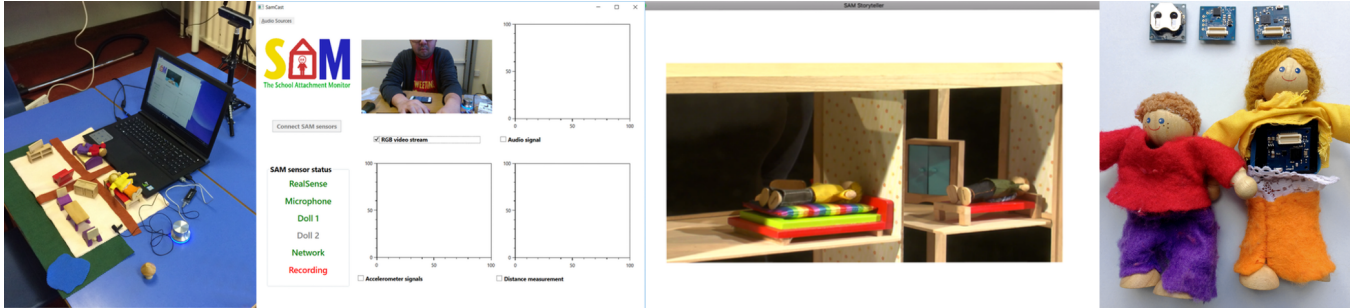 SamCast
Audio Sources
SAM
The School Attachment Monitor
Connect SAM sensors
RGB video stream
100
50
0
0
50
100
Audio signal
SAM sensor status
RealSense
Microphone
Doll 1
Doll 2
Network
Recording
100
50
0
0
50
100
Accelerometer signals
100
50
0
0
50
100
Distance measurement
SAM Storyteller